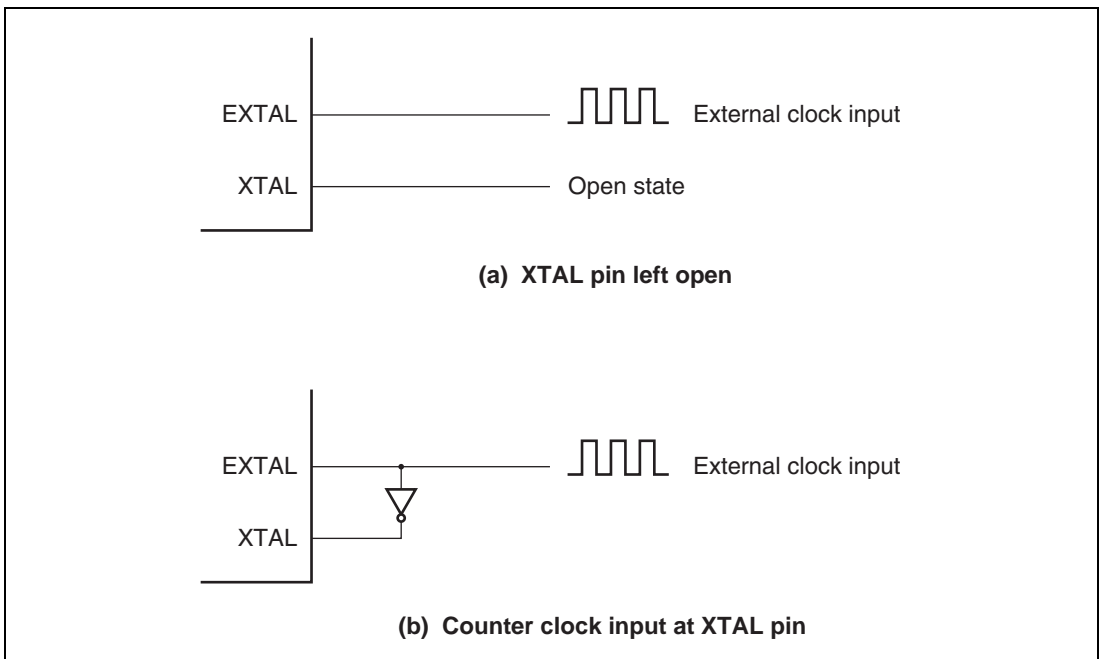 EXTAL
External clock input
XTAL
Open state
(a) XTAL pin left open
EXTAL
External clock input
XTAL
(b) Counter clock input at XTAL pin